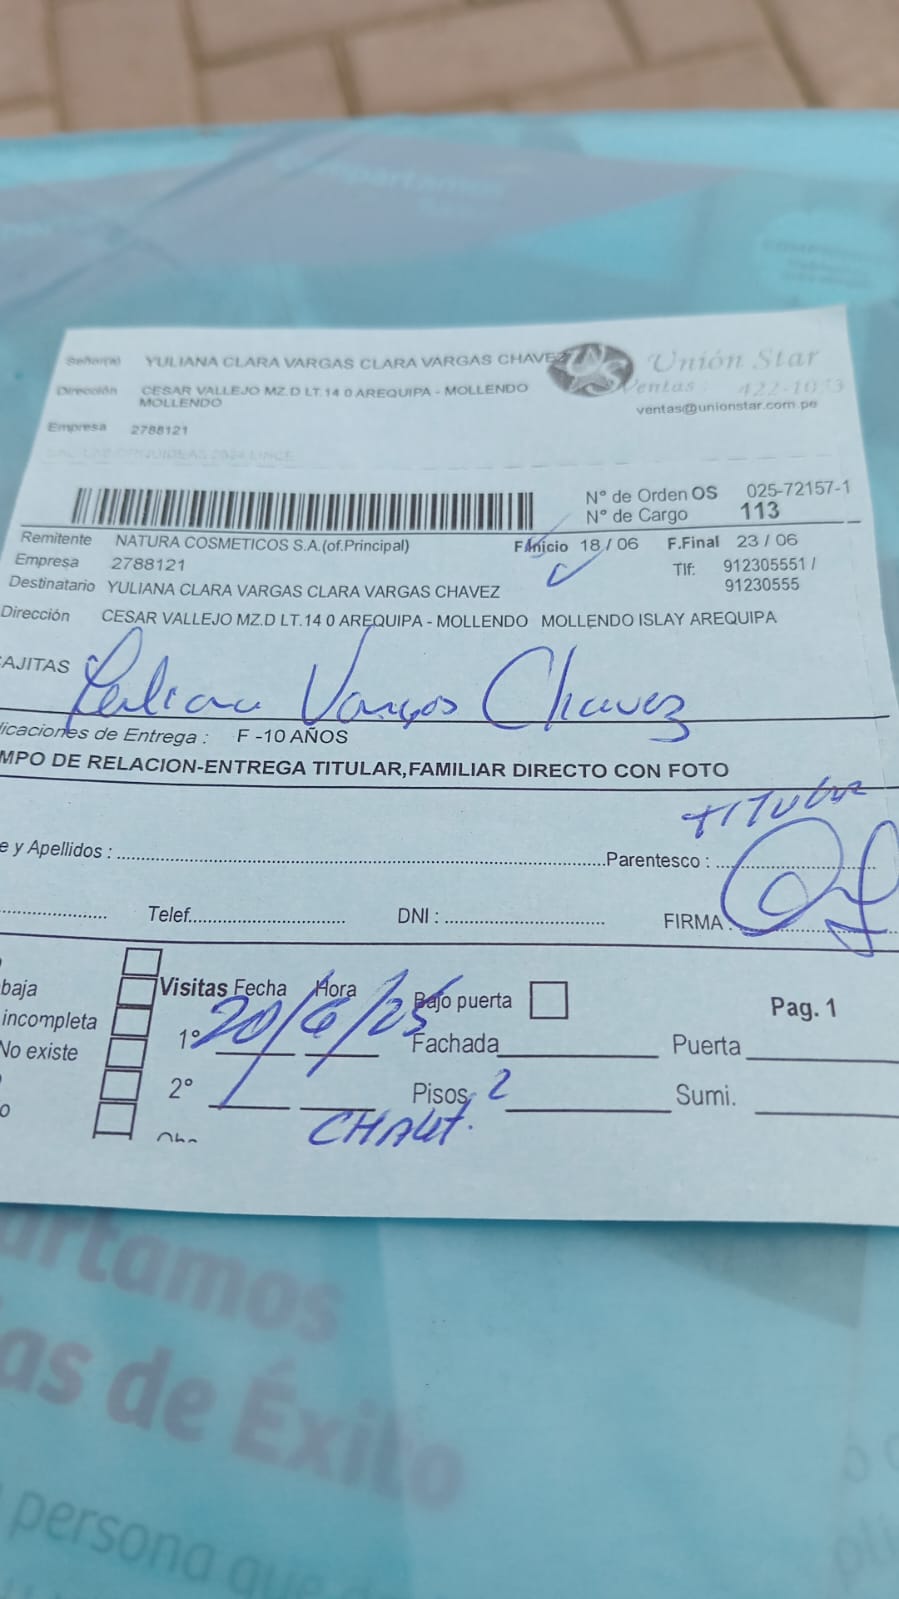 Señor(a) YULIANA CLARA VARGAS CLARA VARGAS CHAVEZ
Unión Star
Dirección CESAR VALLEJO MZ.D LT.14 0 AREQUIPA - MOLLENDO
MOLLENDO
Ventas : 422-1033
ventas@unionstar.com.pe
Empresa 2788121
N° de Orden OS 025-72157-1
N° de Cargo 113
Remitente NATURA COSMETICOS S.A.(of.Principal)
F.Inicio 18 / 06 F.Final 23 / 06
Empresa 2788121
Tlf: 912305551 /
91230555
Destinatario YULIANA CLARA VARGAS CLARA VARGAS CHAVEZ
Dirección CESAR VALLEJO MZ.D LT.14 0 AREQUIPA - MOLLENDO MOLLENDO ISLAY AREQUIPA
CAJITAS Yuliana Vargas Chavez
licaciones de Entrega : F -10 AÑOS
MPO DE RELACION-ENTREGA TITULAR,FAMILIAR DIRECTO CON FOTO
TITULAR
e y Apellidos : Parentesco :
Telef. DNI : FIRMA :
Visitas Fecha Hora Bajo puerta Pag. 1
baja
incompleta
1° 20/6/25 Fachada Puerta
No existe
2° Pisos 2 Sumi.
o
CHALET.
artamos
as de Éxito
persona que